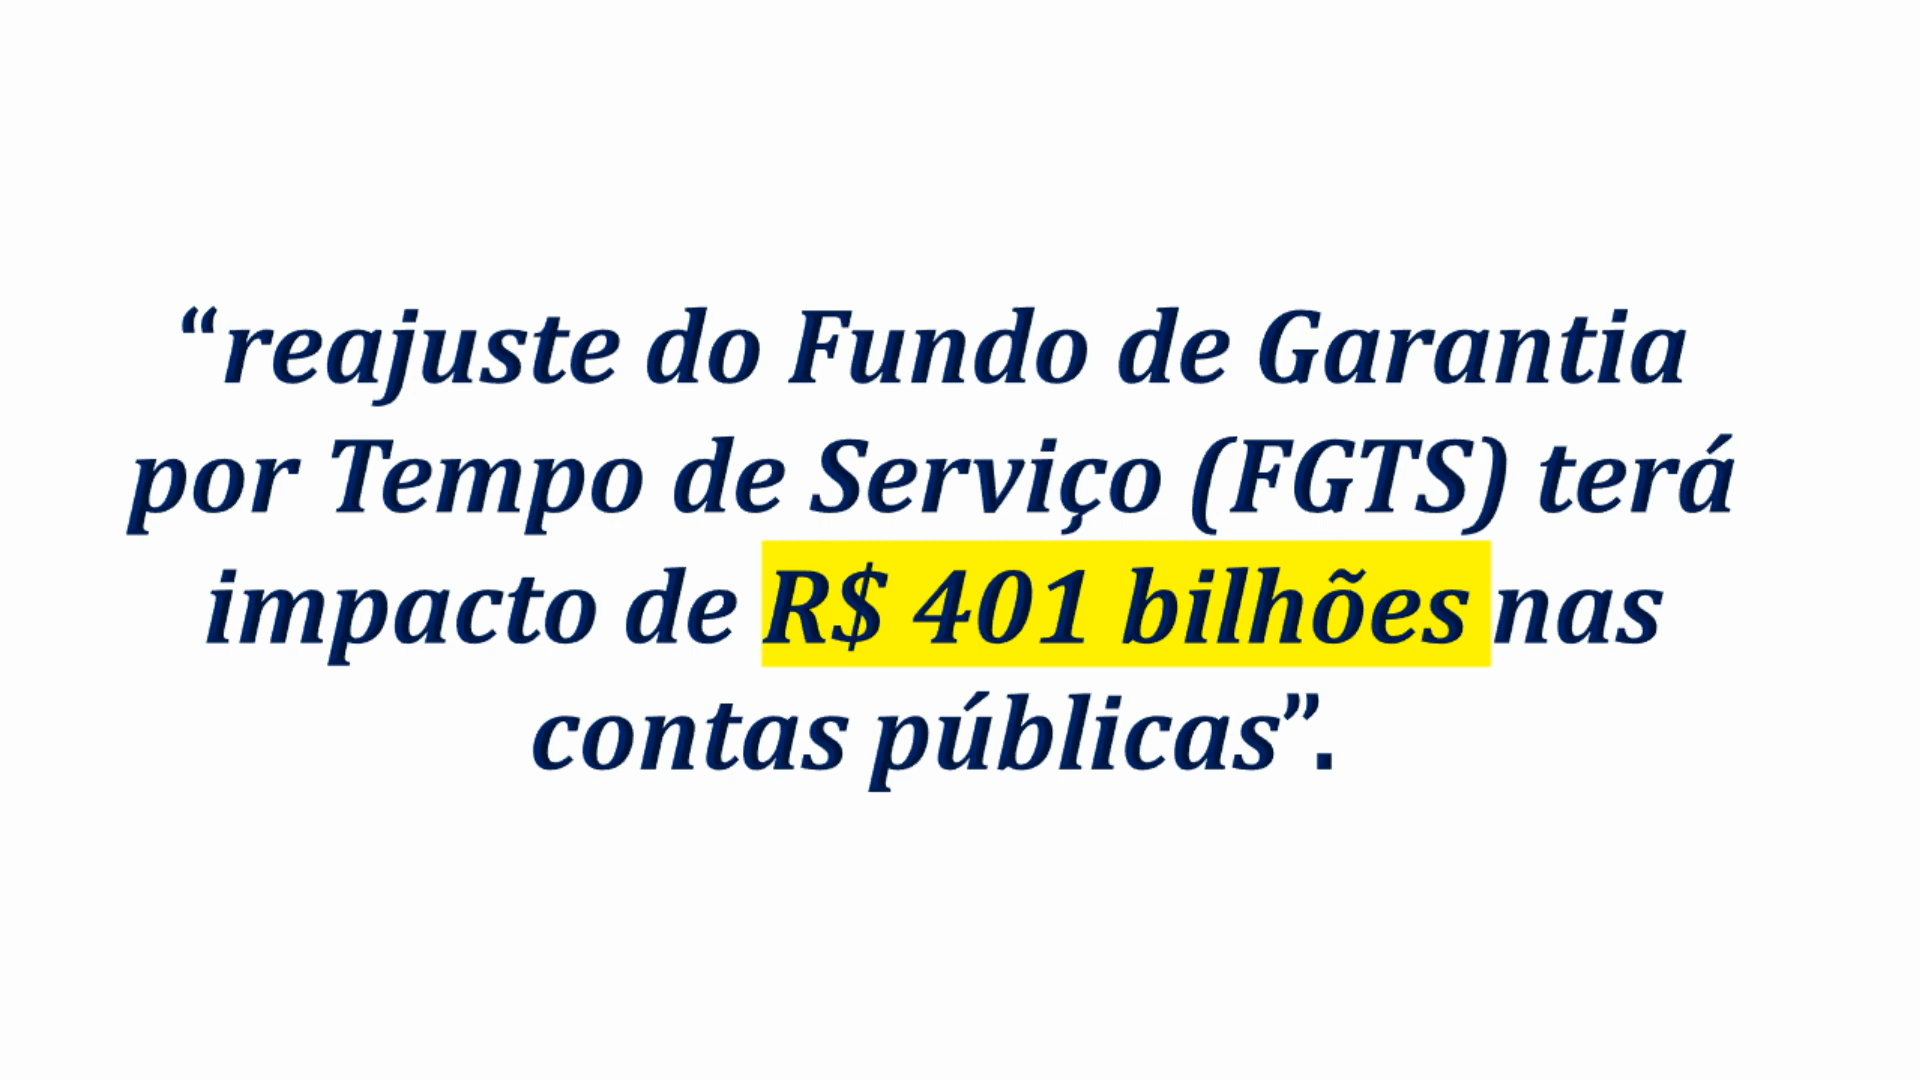 “reajuste do Fundo de Garantia
por Tempo de Serviço (FGTS) terá
impacto de R$ 401 bilhões nas
contas públicas”.